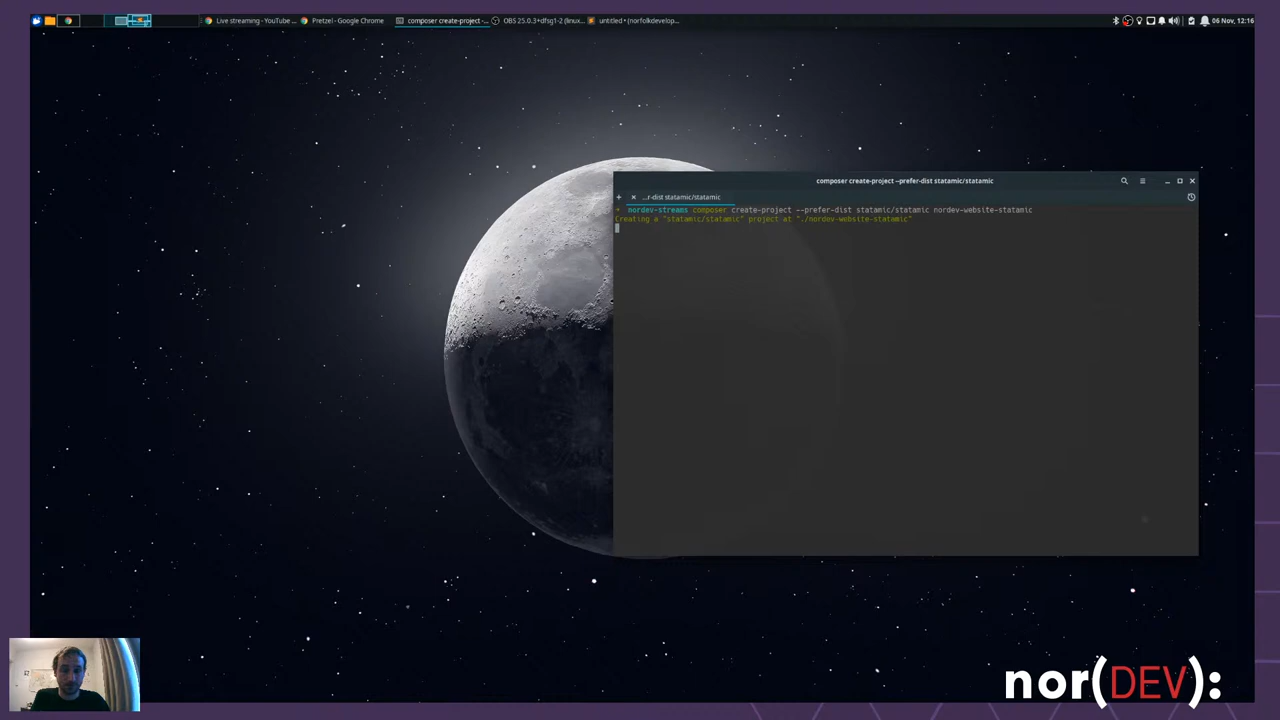 Live streaming - YouTube ...
Pretzel - Google Chrome
composer create-project -...
OBS 25.0.3+dfsg1-2 (linux...
untitled • (norfolkdevelop...
06 Nov, 12:16
composer create-project --prefer-dist statamic/statamic
...r-dist statamic/statamic
nordev-streams composer create-project --prefer-dist statamic/statamic nordev-website-statamic
Creating a "statamic/statamic" project at "./nordev-website-statamic"
nor(DEV):